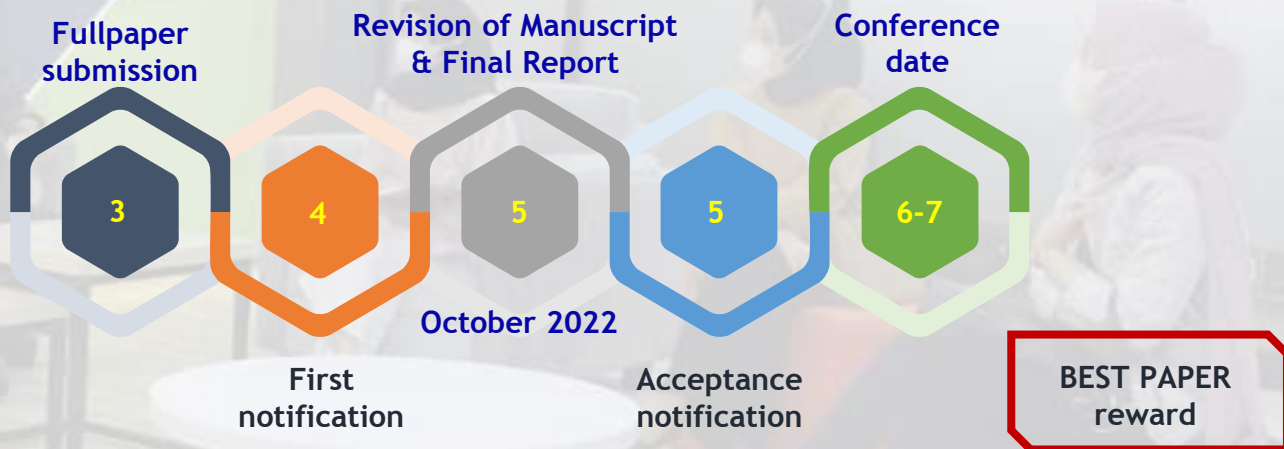 Fullpaper
submission
Revision of Manuscript
& Final Report
Conference
date
3
4
5
5
6-7
October 2022
First
notification
Acceptance
notification
BEST PAPER
reward